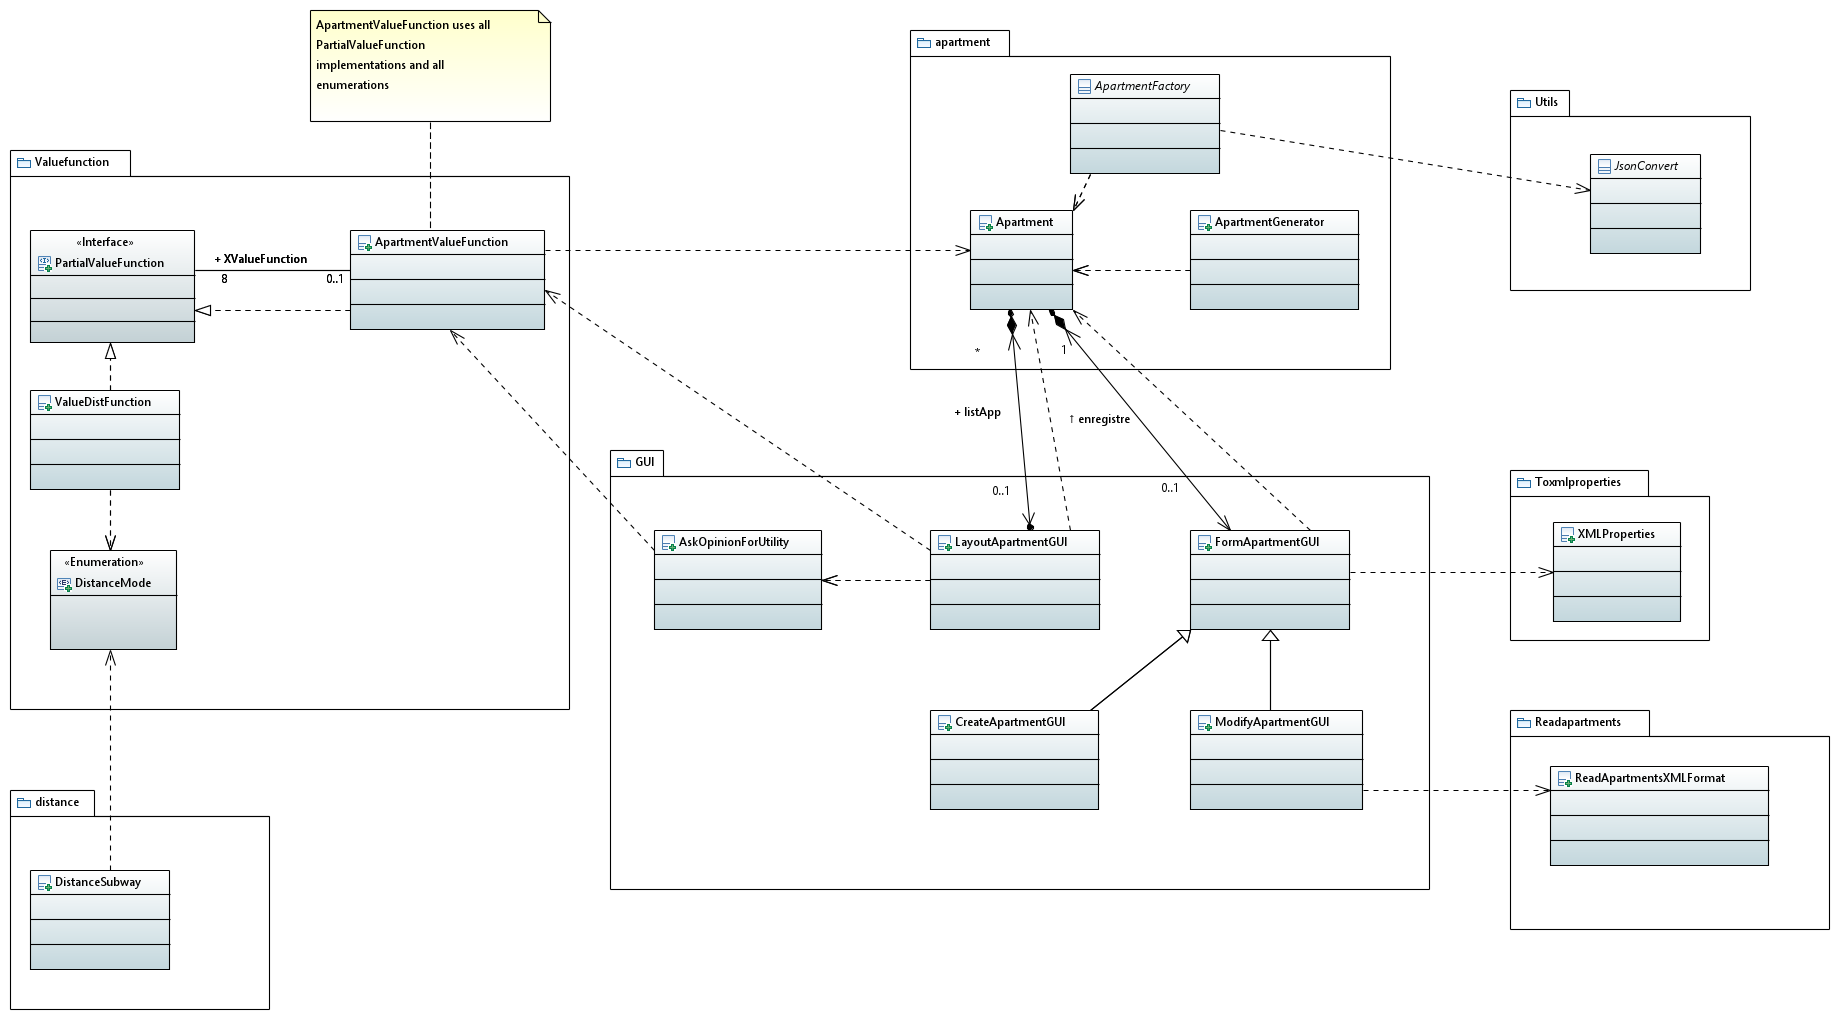 ApartmentValueFunction uses all
PartialValueFunction
implementations and all
enumerations
apartment
ApartmentFactory
Utils
JsonConvert
Valuefunction
«Interface»
PartialValueFunction
+ XValueFunction
8
0..1
ApartmentValueFunction
Apartment
ApartmentGenerator
*
1
+ listApp
↑ enregistre
ValueDistFunction
GUI
0..1
0..1
Toxmlproperties
XMLProperties
AskOpinionForUtility
LayoutApartmentGUI
FormApartmentGUI
«Enumeration»
DistanceMode
CreateApartmentGUI
ModifyApartmentGUI
Readapartments
ReadApartmentsXMLFormat
distance
DistanceSubway